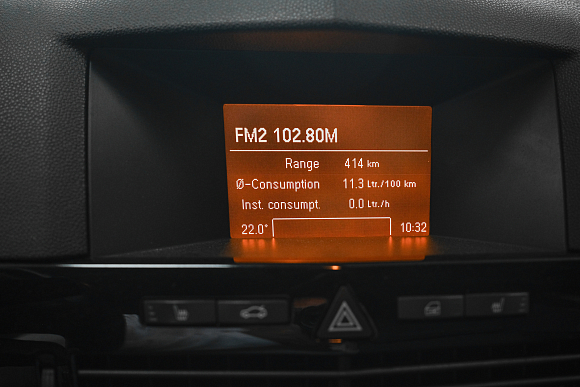 FM2 102.80M
Range 414 km
Ø-Consumption 11.3 Ltr./100 km
Inst. consumpt. 0.0 Ltr./h
22.0° 10:32